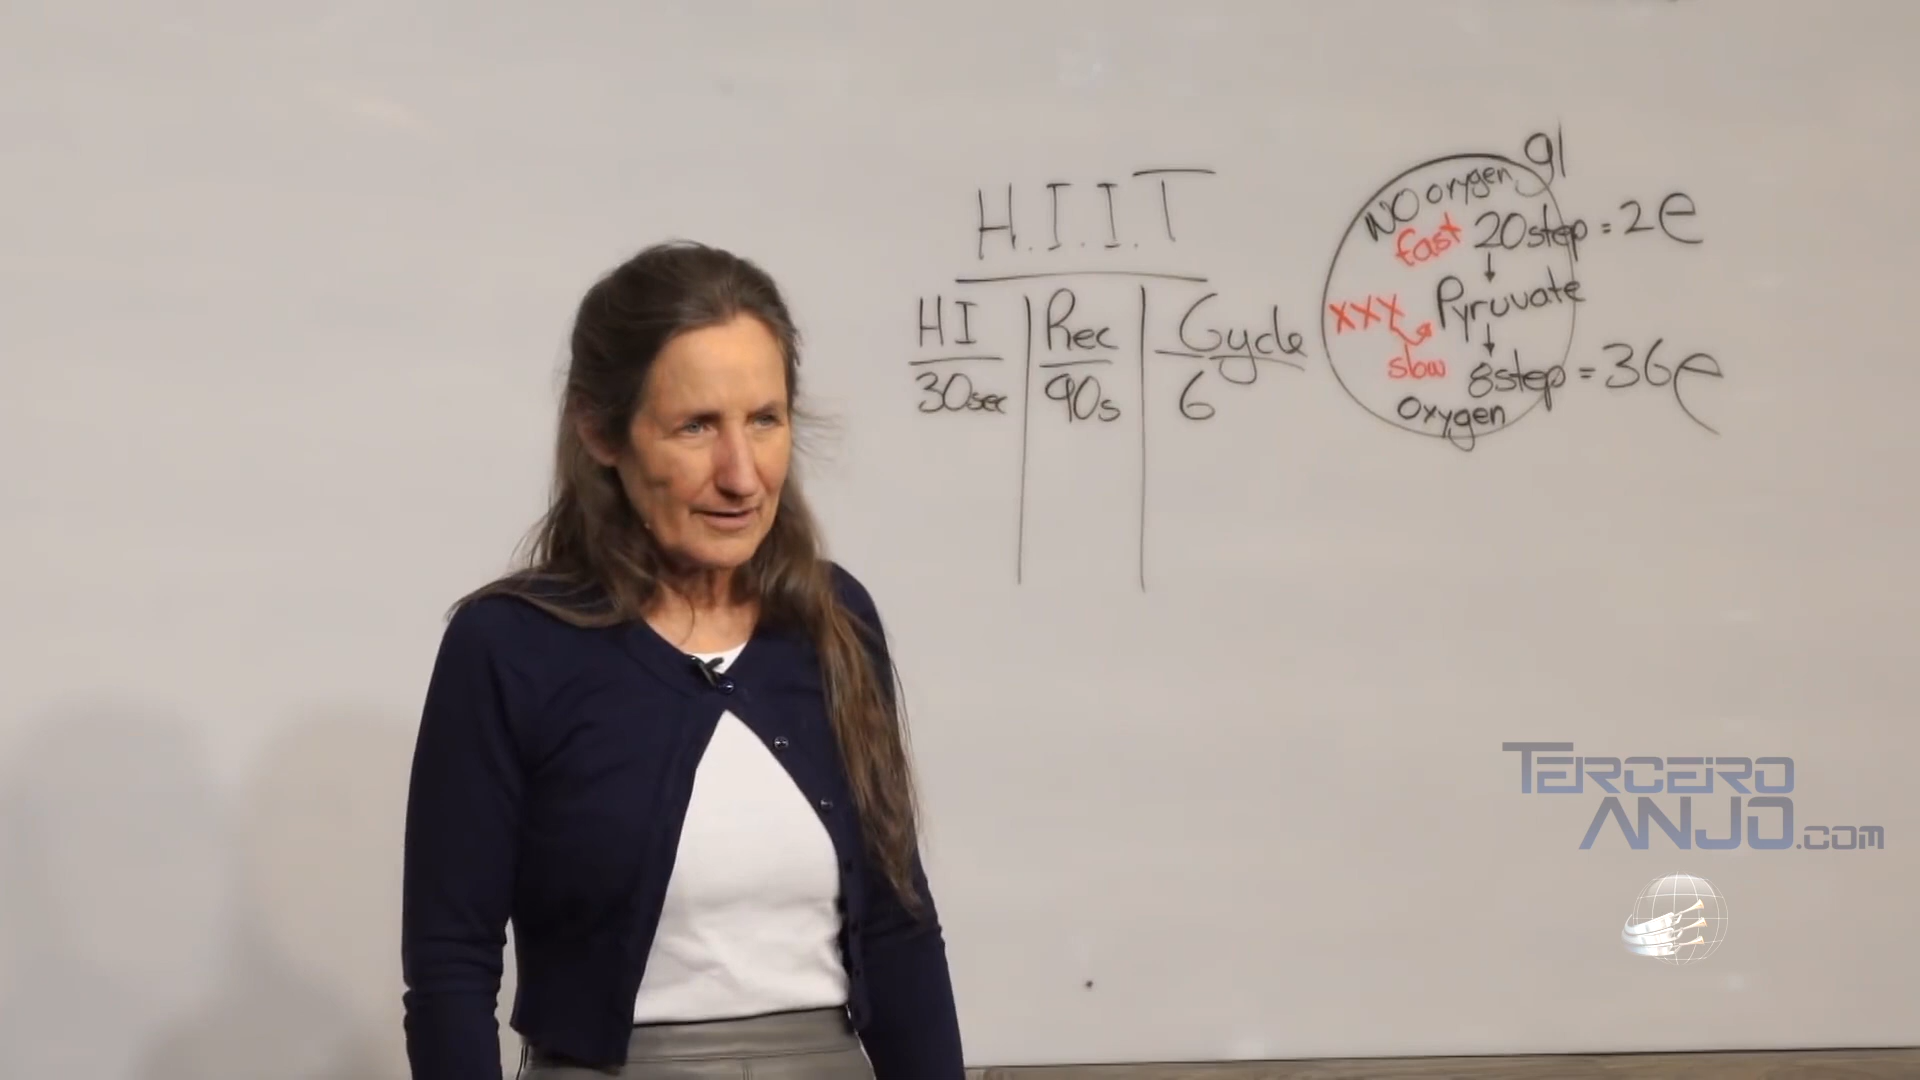 H.I.I.T
HI Rec Cycle
30sec 90s 6
gl
NO oxygen
fast 20step = 2e
XXX Pyruvate
slow 8step = 36e
oxygen
TERCEIRO
ANJO.COM